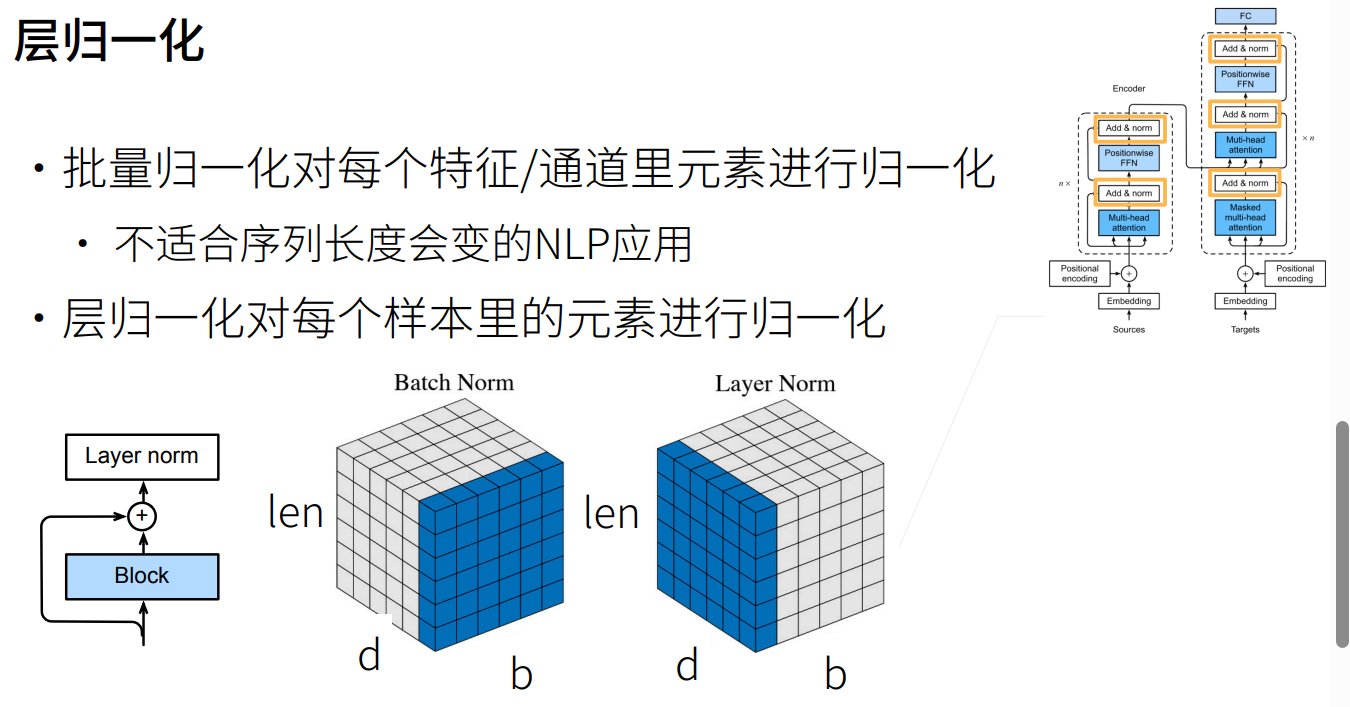 层归一化
• 批量归一化对每个特征/通道里元素进行归一化
• 不适合序列长度会变的NLP应用
• 层归一化对每个样本里的元素进行归一化
Layer norm
+
Block
Batch Norm
len
d
b
Layer Norm
len
d
b
Encoder
Add & norm
Positionwise
FFN
n×
Add & norm
Multi-head
attention
Positional
encoding
+
Embedding
Sources
FC
Add & norm
Positionwise
FFN
Add & norm
× n
Muti-head
attention
Add & norm
Masked
multi-head
attention
+
Positional
encoding
Embedding
Targets